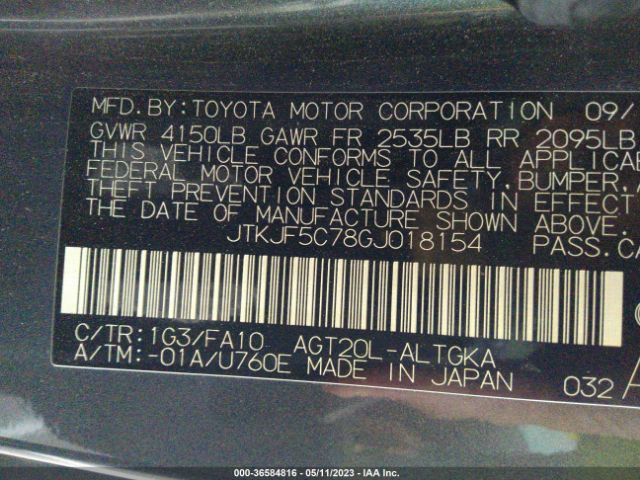 MFD. BY: TOYOTA MOTOR CORPORATION 09/
GVWR 4150LB GAWR FR 2535LB RR 2095LB
THIS VEHICLE CONFORMS TO ALL APPLICA
FEDERAL MOTOR VEHICLE SAFETY, BUMPER,
THEFT PREVENTION STANDARDS IN EFFECT
THE DATE OF MANUFACTURE SHOWN ABOVE.
JTKJF5C78GJ018154 PASS. CA
C/TR: 1G3/FA10 AGT20L-ALTGKA
A/TM: -01A/U760E MADE IN JAPAN 032
000-36584816 - 05/11/2023 - IAA Inc.